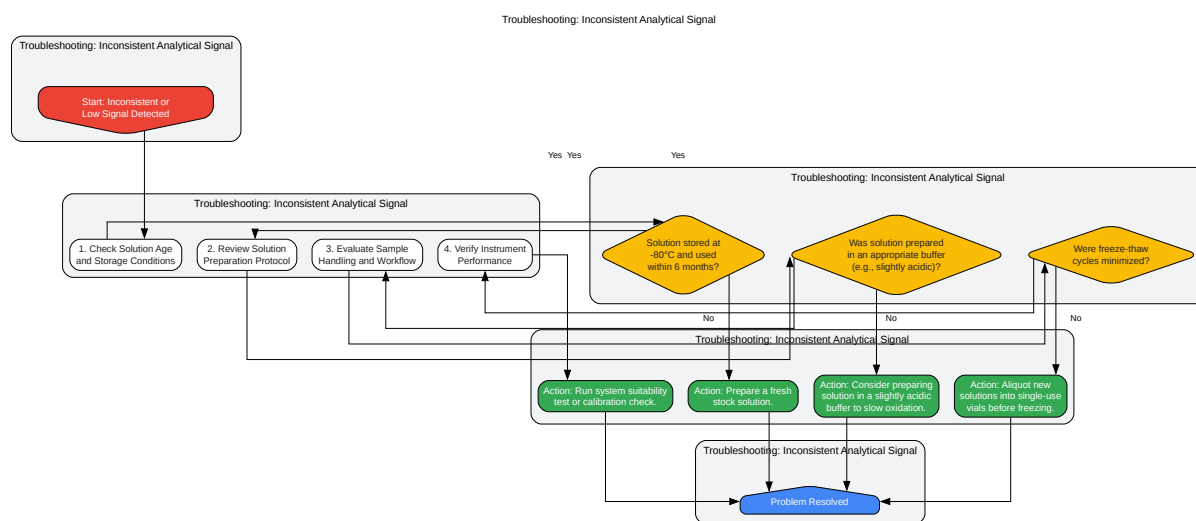 Troubleshooting: Inconsistent Analytical Signal
Troubleshooting: Inconsistent Analytical Signal
Start: Inconsistent or
Low Signal Detected
Yes Yes
Yes
Troubleshooting: Inconsistent Analytical Signal
Troubleshooting: Inconsistent Analytical Signal
1. Check Solution Age
and Storage Conditions
2. Review Solution
Preparation Protocol
3. Evaluate Sample
Handling and Workflow
4. Verify Instrument
Performance
Solution stored at
-80°C and used
within 6 months?
Was solution prepared
in an appropriate buffer
(e.g., slightly acidic)?
Were freeze-thaw
cycles minimized?
No
No
No
Troubleshooting: Inconsistent Analytical Signal
Action: Run system suitability
test or calibration check.
Action: Prepare a fresh
stock solution.
Action: Consider preparing
solution in a slightly acidic
buffer to slow oxidation.
Action: Aliquot new
solutions into single-use
vials before freezing.
Troubleshooting: Inconsistent Analytical Signal
Problem Resolved